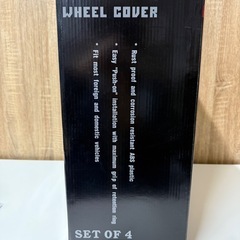 WHEEL COVER
• Rust proof and corrosion resistant ABS plastic
• Easy "Push-on" installation with maximum grip of retention ring
• Fit most foreign and domestic vehicles
SET OF 4